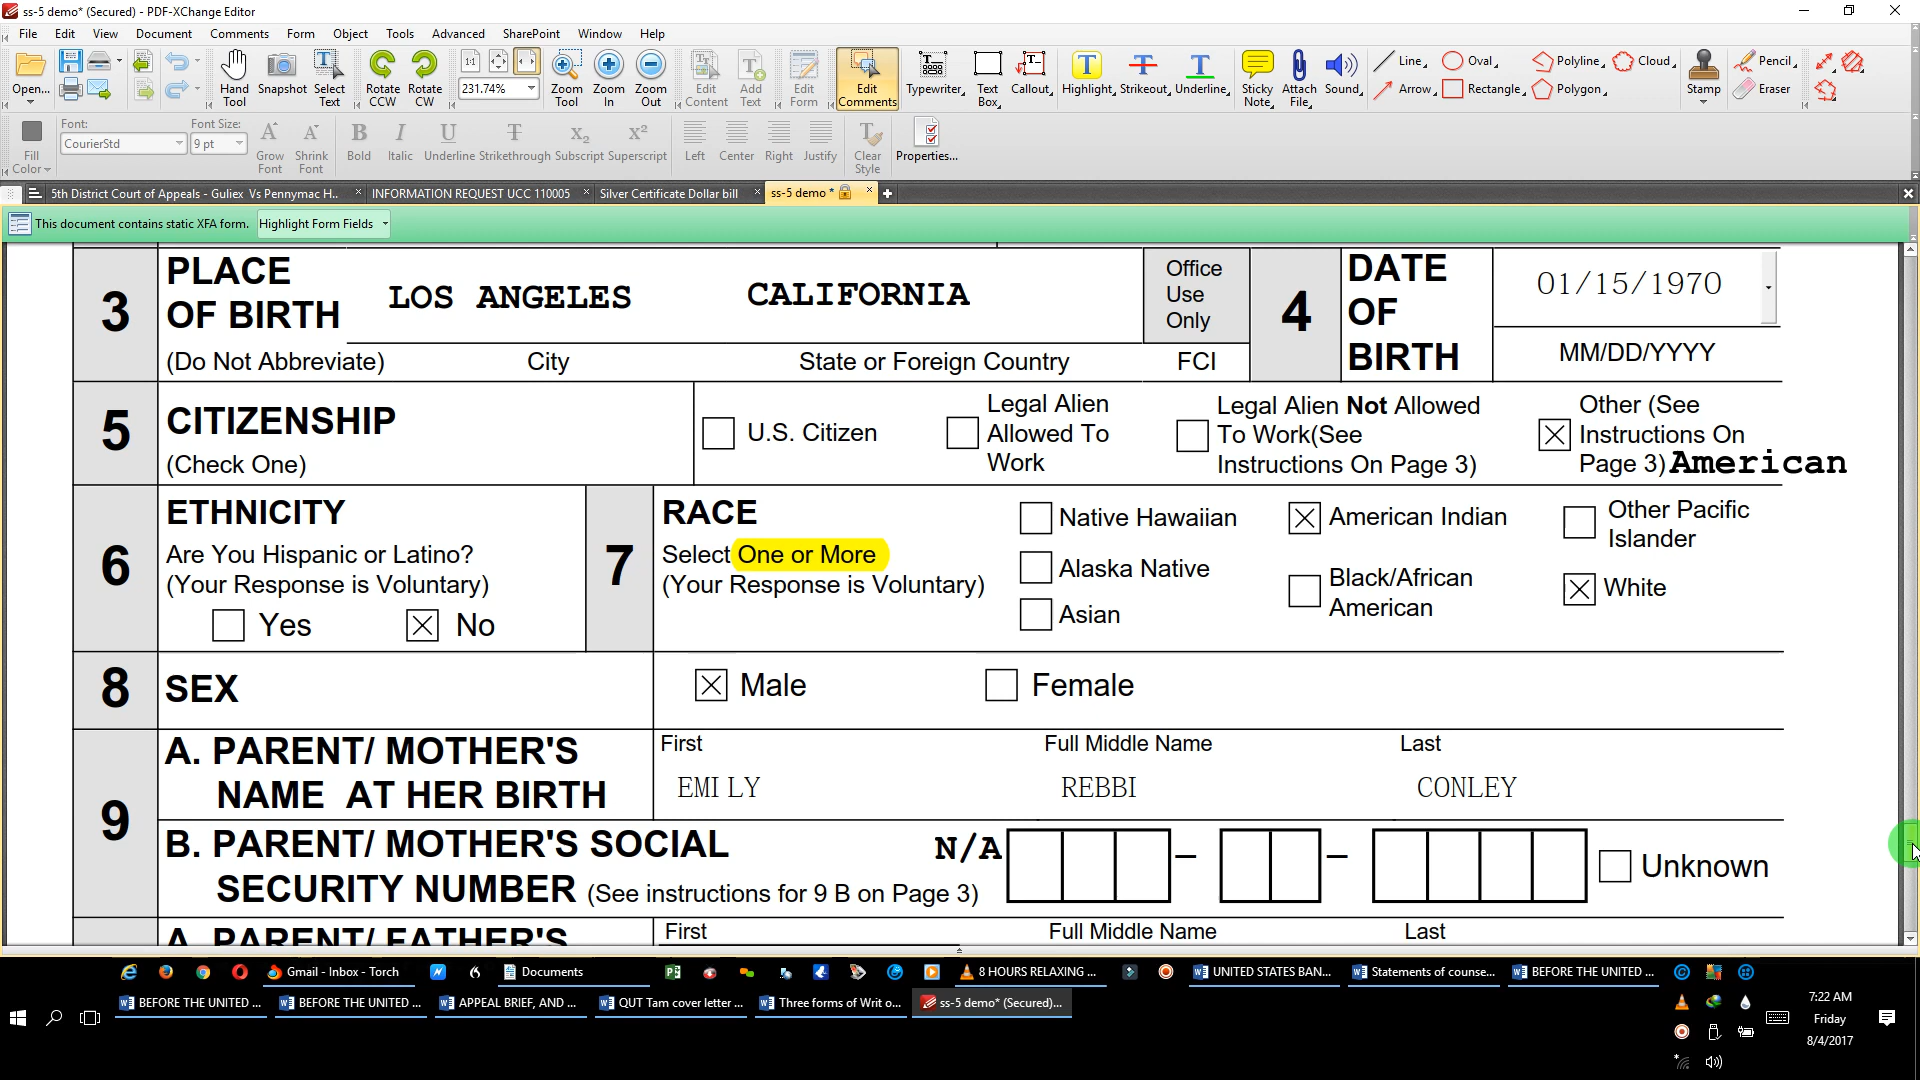 ss-5 demo* (Secured) - PDF-XChange Editor
File Edit View Document Comments Form Object Tools Advanced SharePoint Window Help
Open... Hand Tool Snapshot Select Text Rotate CCW Rotate CW 1:1 231.74% Zoom Tool Zoom In Zoom Out Edit Content Add Text Edit Form Edit Comments Typewriter Text Box Callout Highlight Strikeout Underline Sticky Note Attach File Sound Line Arrow Oval Rectangle Polyline Polygon Cloud Stamp Pencil Eraser
Fill Color Font: CourierStd Font Size: 9 pt Grow Font Shrink Font Bold Italic Underline Strikethrough Subscript Superscript Left Center Right Justify Clear Style Properties...
5th District Court of Appeals - Guliex Vs Pennymac H.. INFORMATION REQUEST UCC 110005 Silver Certificate Dollar bill ss-5 demo *
This document contains static XFA form. Highlight Form Fields
3 PLACE OF BIRTH
(Do Not Abbreviate)
LOS ANGELES CALIFORNIA
City State or Foreign Country
Office Use Only
FCI
4 DATE OF BIRTH
01/15/1970
MM/DD/YYYY
5 CITIZENSHIP
(Check One)
U.S. Citizen
Legal Alien Allowed To Work
Legal Alien Not Allowed To Work(See Instructions On Page 3)
Other (See Instructions On Page 3) American
6 ETHNICITY
Are You Hispanic or Latino?
(Your Response is Voluntary)
Yes No
7 RACE
Select One or More
(Your Response is Voluntary)
Native Hawaiian
Alaska Native
Asian
American Indian
Black/African American
Other Pacific Islander
White
8 SEX
Male Female
9 A. PARENT/ MOTHER'S NAME AT HER BIRTH
First Full Middle Name Last
EMILY REBBI CONLEY
B. PARENT/ MOTHER'S SOCIAL SECURITY NUMBER (See instructions for 9 B on Page 3)
N/A – – Unknown
A. PARENT/ FATHER'S
First Full Middle Name Last
Gmail - Inbox - Torch Documents 8 HOURS RELAXING ... UNITED STATES BAN... Statements of counse... BEFORE THE UNITED ...
BEFORE THE UNITED ... BEFORE THE UNITED ... APPEAL BRIEF, AND ... QUT Tam cover letter ... Three forms of Writ o... ss-5 demo* (Secured)...
7:22 AM
Friday
8/4/2017